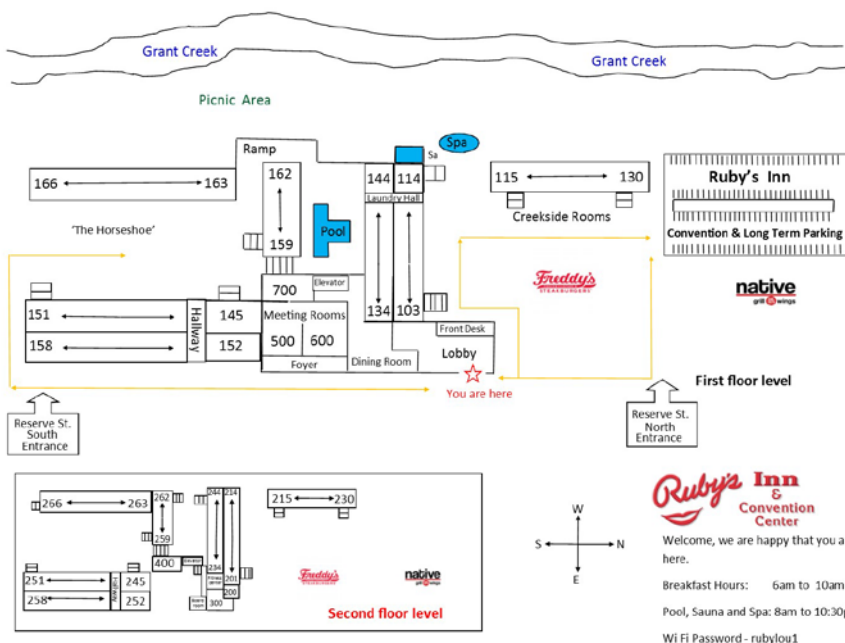 Grant Creek
Grant Creek
Picnic Area
Ramp
Spa
Sa
166
163
162
144
114
115
130
Ruby's Inn
Laundry Hall
Creekside Rooms
'The Horseshoe'
159
Pool
Convention & Long Term Parking
Freddy's
STEAKBURGERS
native
grill wings
700
Elevator
151
Hallway
145
Meeting Rooms
134
103
158
152
500
600
Front Desk
Foyer
Dining Room
Lobby
You are here
First floor level
Reserve St.
South
Entrance
Reserve St.
North
Entrance
266
263
262
244
214
215
230
259
400
234
251
Hallway
245
201
258
252
200
300
Freddy's
native
Second floor level
W
S
N
E
Ruby's Inn
&
Convention
Center
Welcome, we are happy that you a
here.
Breakfast Hours: 6am to 10am
Pool, Sauna and Spa: 8am to 10:30p
Wi Fi Password - rubylou1